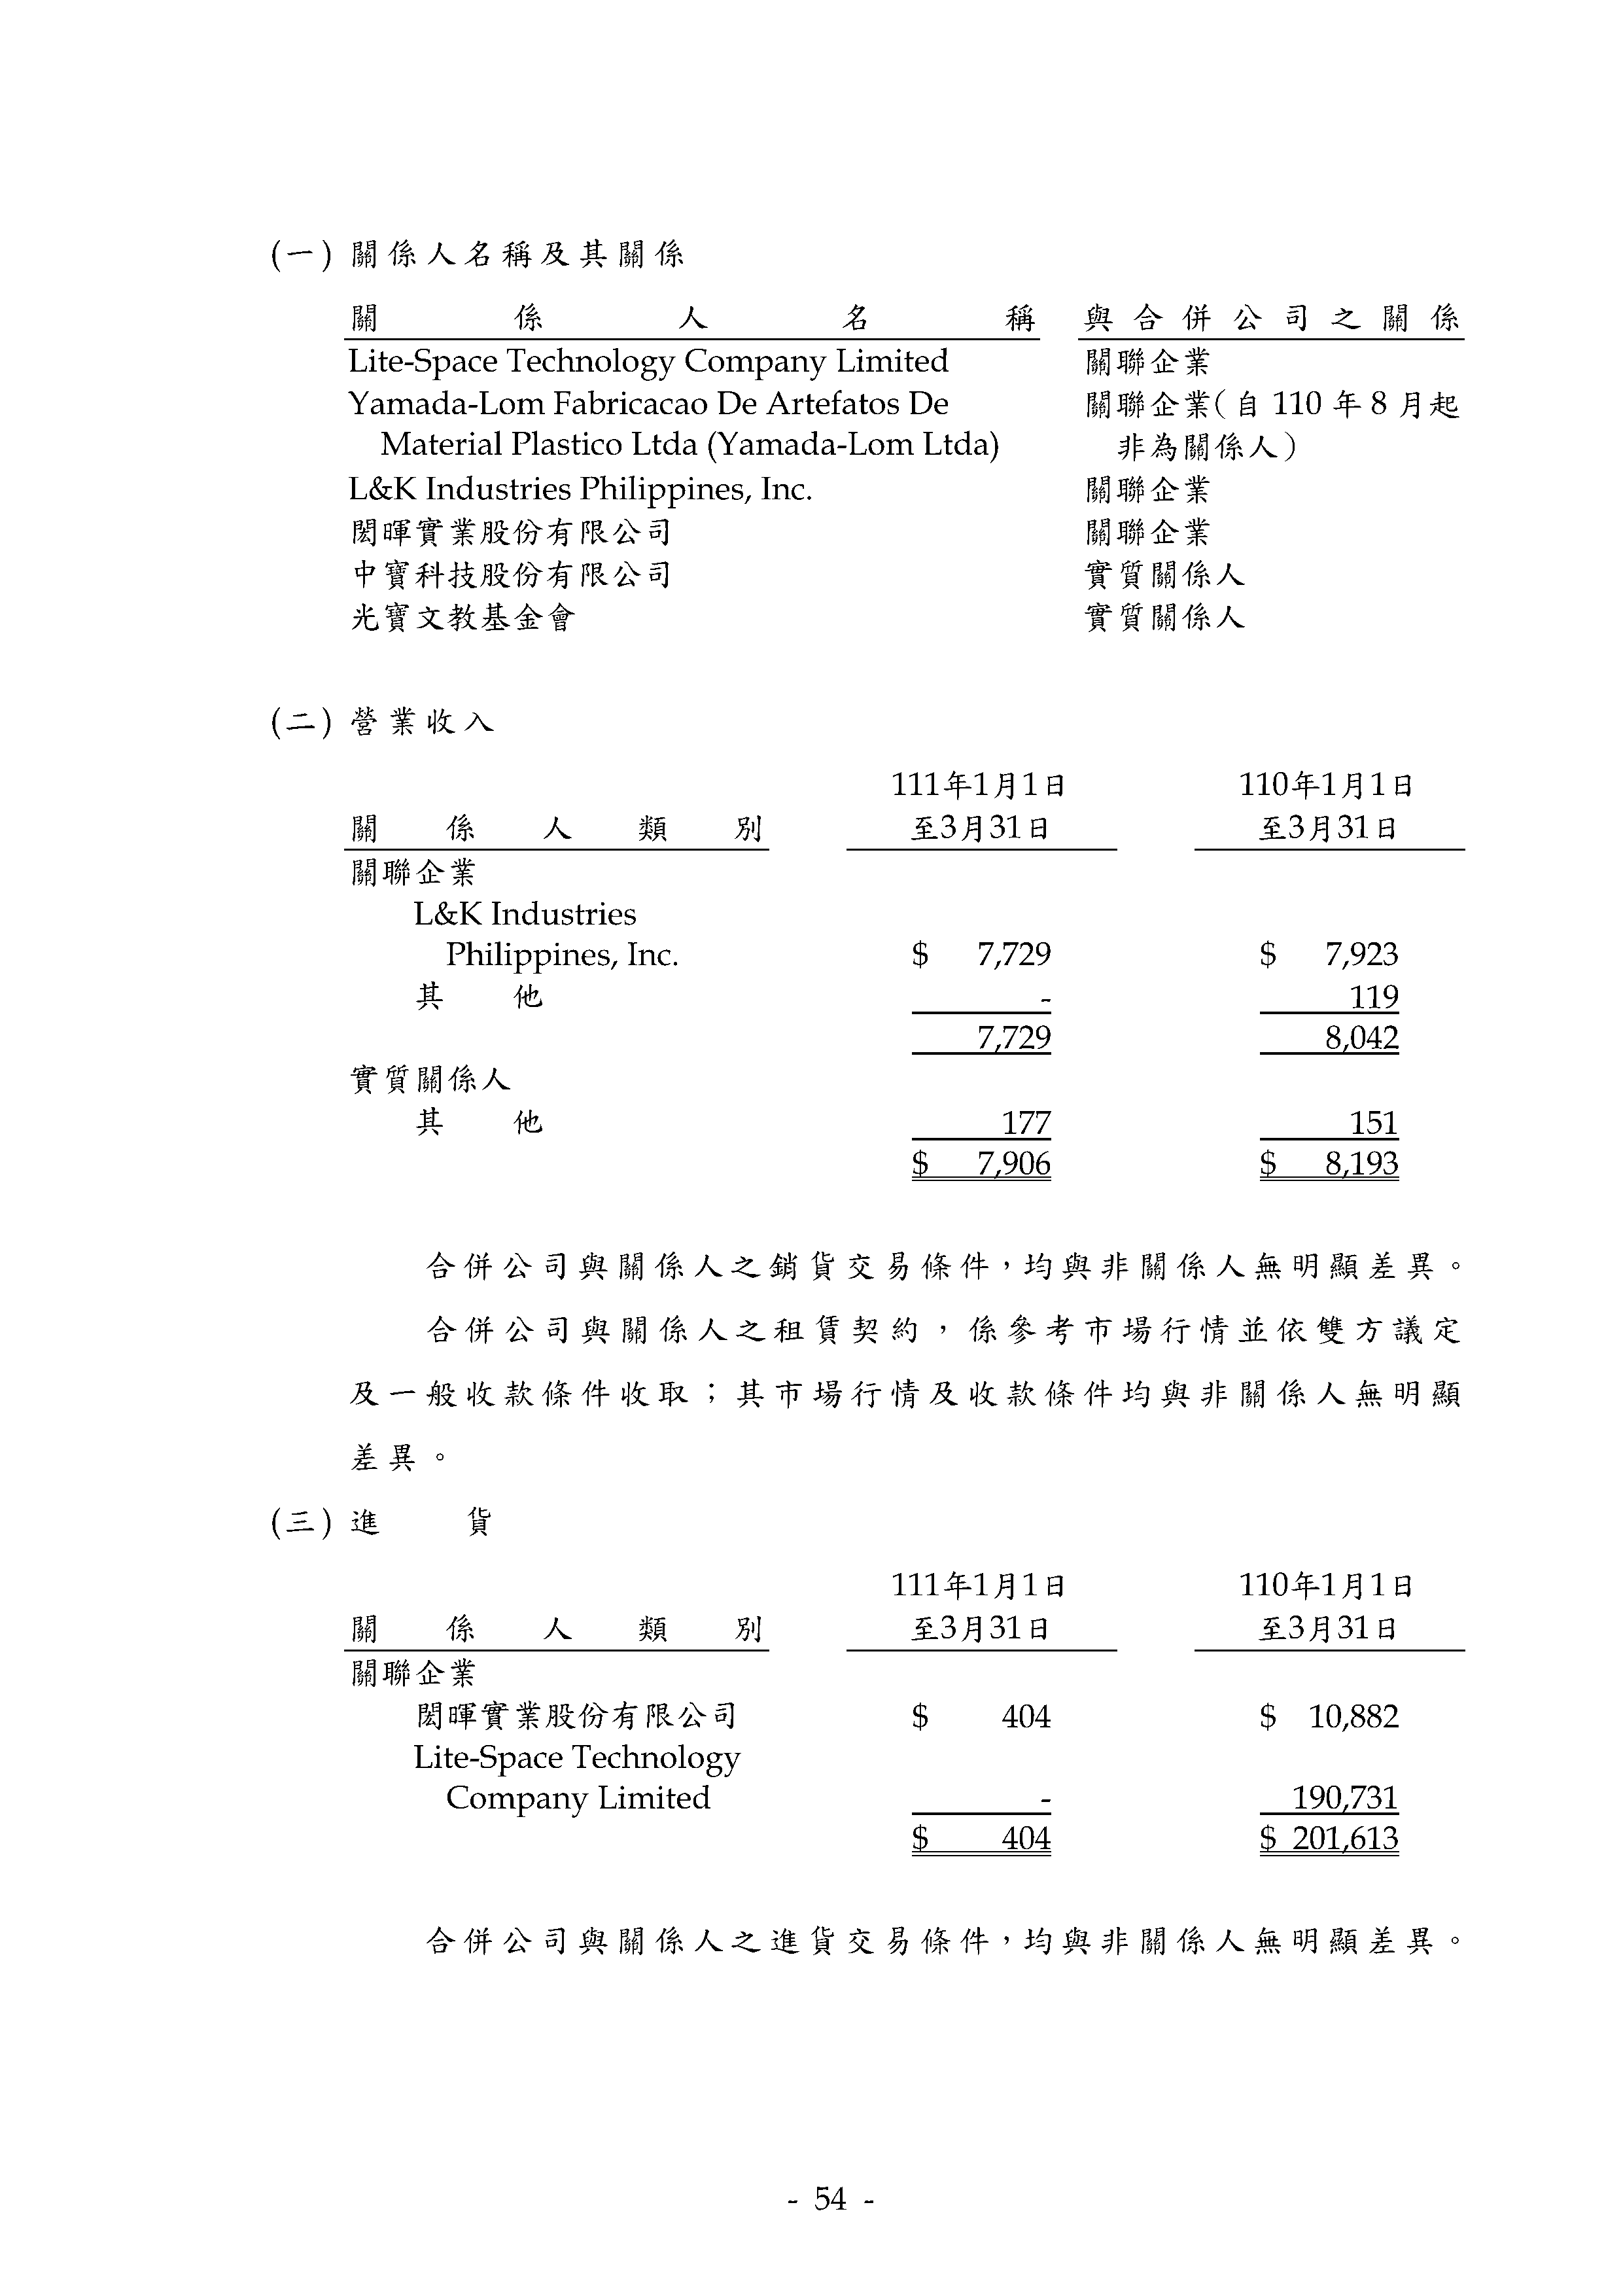 (一) 關係人名稱及其關係
關係人名稱 與合併公司之關係
Lite-Space Technology Company Limited 關聯企業
Yamada-Lom Fabricacao De Artefatos De 關聯企業(自 110 年 8 月起
Material Plastico Ltda (Yamada-Lom Ltda) 非為關係人)
L&K Industries Philippines, Inc. 關聯企業
閎暉實業股份有限公司 關聯企業
中寶科技股份有限公司 實質關係人
光寶文教基金會 實質關係人
(二) 營業收入
111年1月1日 110年1月1日
關係人類別 至3月31日 至3月31日
關聯企業
L&K Industries
Philippines, Inc. $ 7,729 $ 7,923
其他 - 119
7,729 8,042
實質關係人
其他 177 151
$ 7,906 $ 8,193
合併公司與關係人之銷貨交易條件，均與非關係人無明顯差異。
合併公司與關係人之租賃契約，係參考市場行情並依雙方議定
及一般收款條件收取；其市場行情及收款條件均與非關係人無明顯
差異。
(三) 進貨
111年1月1日 110年1月1日
關係人類別 至3月31日 至3月31日
關聯企業
閎暉實業股份有限公司 $ 404 $ 10,882
Lite-Space Technology
Company Limited - 190,731
$ 404 $ 201,613
合併公司與關係人之進貨交易條件，均與非關係人無明顯差異。
- 54 -